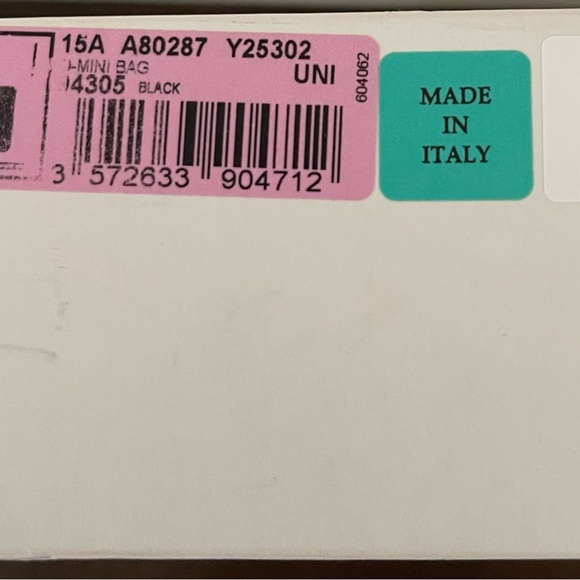 15A A80287 Y25302
-MINI BAG
UNI
4305 BLACK
604062
3 572633 904712
MADE
IN
ITALY